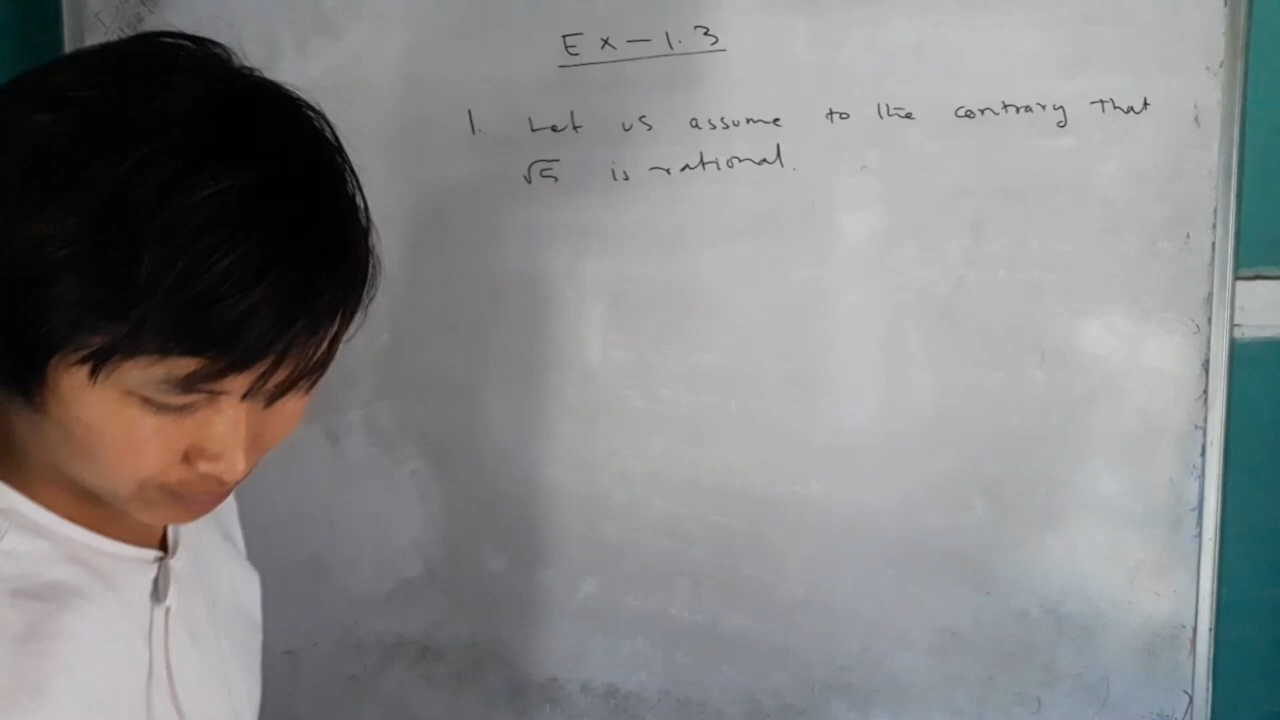 Ex-1.3
1. Let us assume to the contrary that
√5 is rational.